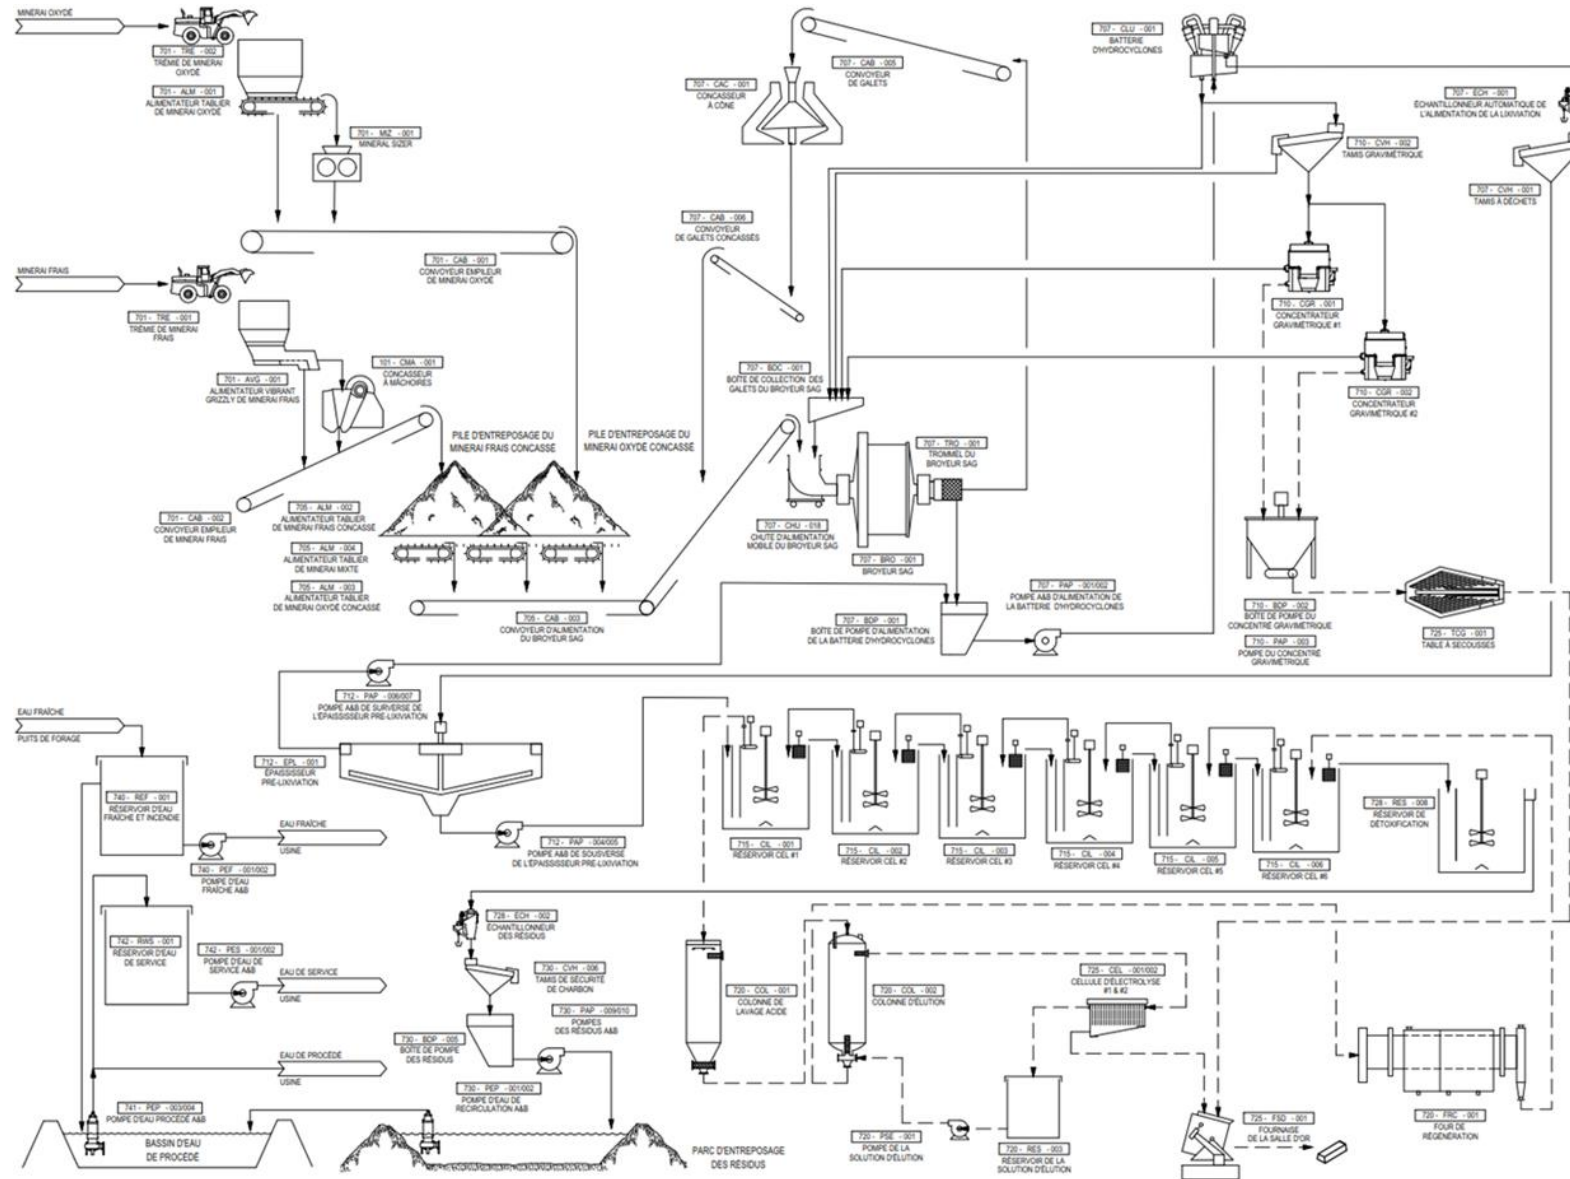 MINERAI OXYDÉ
701 - TRE - 002
TRÉMIE DE MINERAI
OXYDÉ
701 - ALM - 001
ALIMENTATEUR TABLIER
DE MINERAI OXYDÉ
701 - MIZ - 001
MINERAL SIZER
701 - CAB - 001
CONVOYEUR EMPILEUR
DE MINERAI OXYDÉ
MINERAI FRAIS
701 - TRE - 001
TRÉMIE DE MINERAI
FRAIS
701 - AVG - 001
ALIMENTATEUR VIBRANT
GRIZZLY DE MINERAI FRAIS
101 - CMA - 001
CONCASSEUR
À MÂCHOIRES
701 - CAB - 002
CONVOYEUR EMPILEUR
DE MINERAI FRAIS
PILE D'ENTREPOSAGE DU
MINERAI FRAIS CONCASSÉ
PILE D'ENTREPOSAGE DU
MINERAI OXYDÉ CONCASSÉ
705 - ALM - 002
ALIMENTATEUR TABLIER
DE MINERAI FRAIS CONCASSÉ
705 - ALM - 004
ALIMENTATEUR TABLIER
DE MINERAI MIXTE
705 - ALM - 003
ALIMENTATEUR TABLIER
DE MINERAI OXYDÉ CONCASSÉ
705 - CAB - 003
CONVOYEUR D'ALIMENTATION
DU BROYEUR SAG
707 - CAB - 005
CONVOYEUR
DE GALETS
707 - CAC - 001
CONCASSEUR
À CÔNE
707 - CAB - 006
CONVOYEUR
DE GALETS CONCASSÉS
707 - BDC - 001
BOÎTE DE COLLECTION DES
GALETS DU BROYEUR SAG
707 - TRO - 001
TROMMEL DU
BROYEUR SAG
707 - CHU - 018
CHUTE D'ALIMENTATION
MOBILE DU BROYEUR SAG
707 - BRO - 001
BROYEUR SAG
707 - PAP - 001/002
POMPE A&B D'ALIMENTATION DE
LA BATTERIE D'HYDROCYCLONES
707 - BDP - 001
BOÎTE DE POMPE D'ALIMENTATION
DE LA BATTERIE D'HYDROCYCLONES
707 - CLU - 001
BATTERIE
D'HYDROCYCLONES
707 - ECH - 001
ÉCHANTILLONEUR AUTOMATIQUE DE
L'ALIMENTATION DE LA LIXIVIATION
710 - CVH - 002
TAMIS GRAVIMÉTRIQUE
707 - CVH - 001
TAMIS À DÉCHETS
710 - CGR - 001
CONCENTRATEUR
GRAVIMÉTRIQUE #1
710 - CGR - 002
CONCENTRATEUR
GRAVIMÉTRIQUE #2
710 - BDP - 002
BOÎTE DE POMPE DU
CONCENTRÉ GRAVIMÉTRIQUE
710 - PAP - 003
POMPE DU CONCENTRÉ
GRAVIMÉTRIQUE
725 - TCG - 001
TABLE À SECOUSSES
712 - PAP - 006/007
POMPE A&B DE SURVERSE DE
L'ÉPAISSISSEUR PRE-LIXIVIATION
712 - EPL - 001
ÉPAISSISSEUR
PRE-LIXIVIATION
712 - PAP - 004/005
POMPE A&B DE SOUSVERSE
DE L'ÉPAISSISSEUR PRE-LIXIVIATION
EAU FRAÎCHE
PUITS DE FORAGE
740 - REF - 001
RÉSERVOIR D'EAU
FRAÎCHE ET INCENDIE
EAU FRAÎCHE
USINE
740 - PEF - 001/002
POMPE D'EAU
FRAÎCHE A&B
742 - RWS - 001
RÉSERVOIR D'EAU
DE SERVICE
742 - PES - 001/002
POMPE D'EAU DE
SERVICE A&B
EAU DE SERVICE
USINE
EAU DE PROCÉDÉ
USINE
741 - PEP - 003/004
POMPE D'EAU PROCÉDÉ A&B
BASSIN D'EAU
DE PROCÉDÉ
715 - CIL - 001
RÉSERVOIR CEL #1
715 - CIL - 002
RÉSERVOIR CEL #2
715 - CIL - 003
RÉSERVOIR CEL #3
715 - CIL - 004
RÉSERVOIR CEL #4
715 - CIL - 005
RÉSERVOIR CEL #5
715 - CIL - 006
RÉSERVOIR CEL #6
728 - RES - 008
RÉSERVOIR DE
DÉTOXIFICATION
728 - ECH - 002
ÉCHANTILLONEUR
DES RÉSIDUS
730 - CVH - 006
TAMIS DE SÉCURITÉ
DE CHARBON
730 - PAP - 009/010
POMPES
DES RÉSIDUS A&B
730 - BDP - 005
BOÎTE DE POMPE
DES RÉSIDUS
730 - PEP - 001/002
POMPE D'EAU DE
RECIRCULATION A&B
PARC D'ENTREPOSAGE
DES RÉSIDUS
720 - COL - 001
COLONNE DE
LAVAGE ACIDE
720 - COL - 002
COLONNE D'ÉLUTION
725 - CEL - 001/002
CELLULE D'ÉLECTROLYSE
#1 & #2
720 - PSE - 001
POMPE DE LA
SOLUTION D'ÉLUTION
720 - RES - 003
RÉSERVOIR DE LA
SOLUTION D'ÉLUTION
725 - FSD - 001
FOURNAISE
DE LA SALLE D'OR
720 - FRC - 001
FOUR DE
RÉGÉNÉRATION